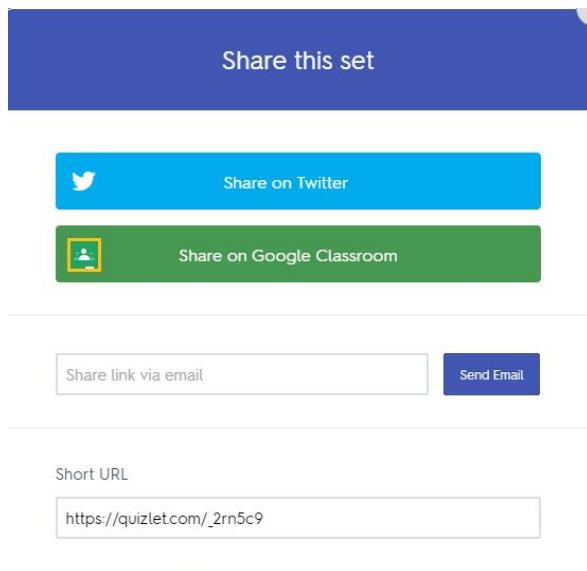 Share this set
Share on Twitter
Share on Google Classroom
Share link via email
Send Email
Short URL
https://quizlet.com/_2rn5c9